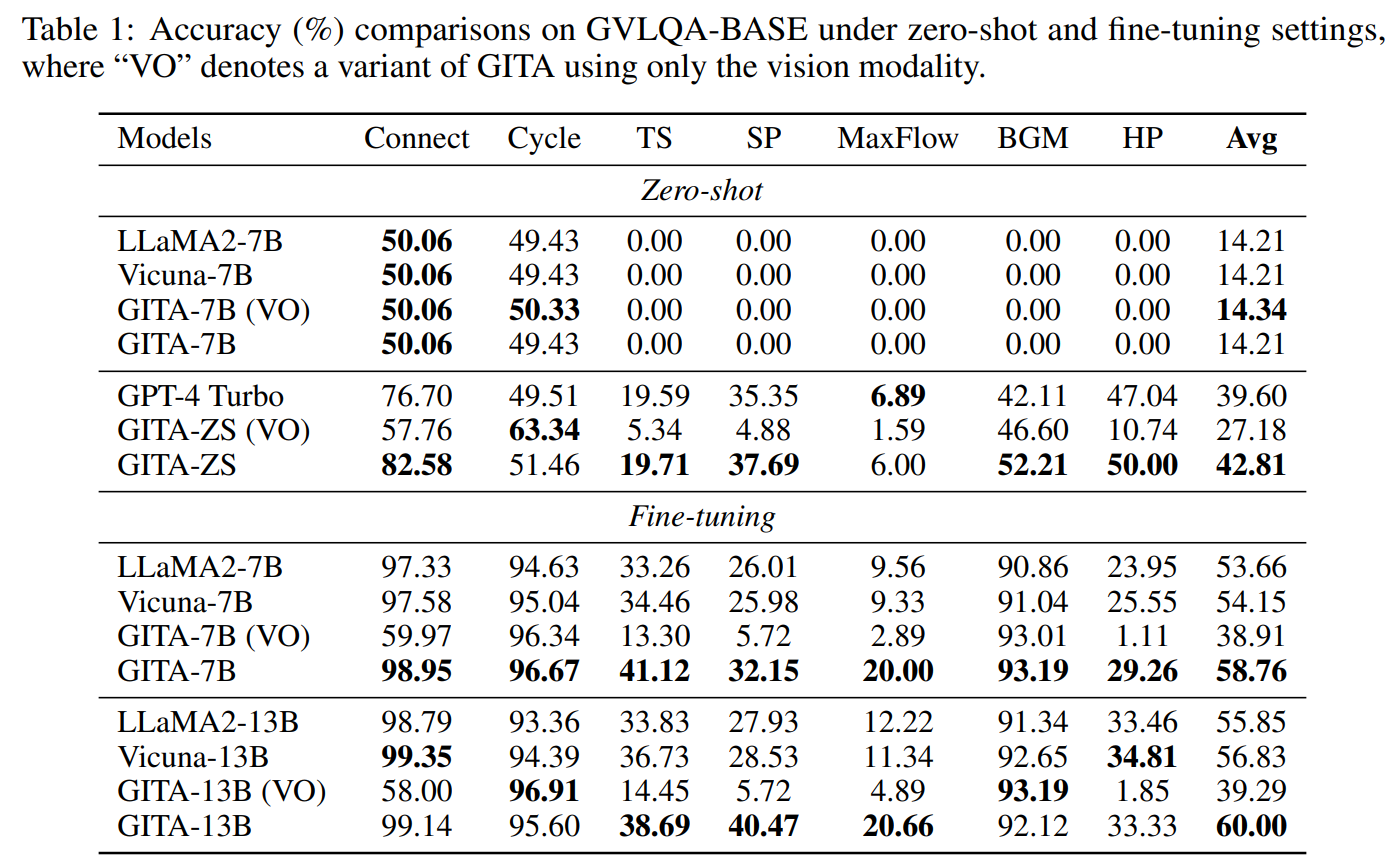 Table 1: Accuracy (%) comparisons on GVLQA-BASE under zero-shot and fine-tuning settings,
where “VO” denotes a variant of GITA using only the vision modality.
Models Connect Cycle TS SP MaxFlow BGM HP Avg
Zero-shot
LLaMA2-7B 50.06 49.43 0.00 0.00 0.00 0.00 0.00 14.21
Vicuna-7B 50.06 49.43 0.00 0.00 0.00 0.00 0.00 14.21
GITA-7B (VO) 50.06 50.33 0.00 0.00 0.00 0.00 0.00 14.34
GITA-7B 50.06 49.43 0.00 0.00 0.00 0.00 0.00 14.21
GPT-4 Turbo 76.70 49.51 19.59 35.35 6.89 42.11 47.04 39.60
GITA-ZS (VO) 57.76 63.34 5.34 4.88 1.59 46.60 10.74 27.18
GITA-ZS 82.58 51.46 19.71 37.69 6.00 52.21 50.00 42.81
Fine-tuning
LLaMA2-7B 97.33 94.63 33.26 26.01 9.56 90.86 23.95 53.66
Vicuna-7B 97.58 95.04 34.46 25.98 9.33 91.04 25.55 54.15
GITA-7B (VO) 59.97 96.34 13.30 5.72 2.89 93.01 1.11 38.91
GITA-7B 98.95 96.67 41.12 32.15 20.00 93.19 29.26 58.76
LLaMA2-13B 98.79 93.36 33.83 27.93 12.22 91.34 33.46 55.85
Vicuna-13B 99.35 94.39 36.73 28.53 11.34 92.65 34.81 56.83
GITA-13B (VO) 58.00 96.91 14.45 5.72 4.89 93.19 1.85 39.29
GITA-13B 99.14 95.60 38.69 40.47 20.66 92.12 33.33 60.00